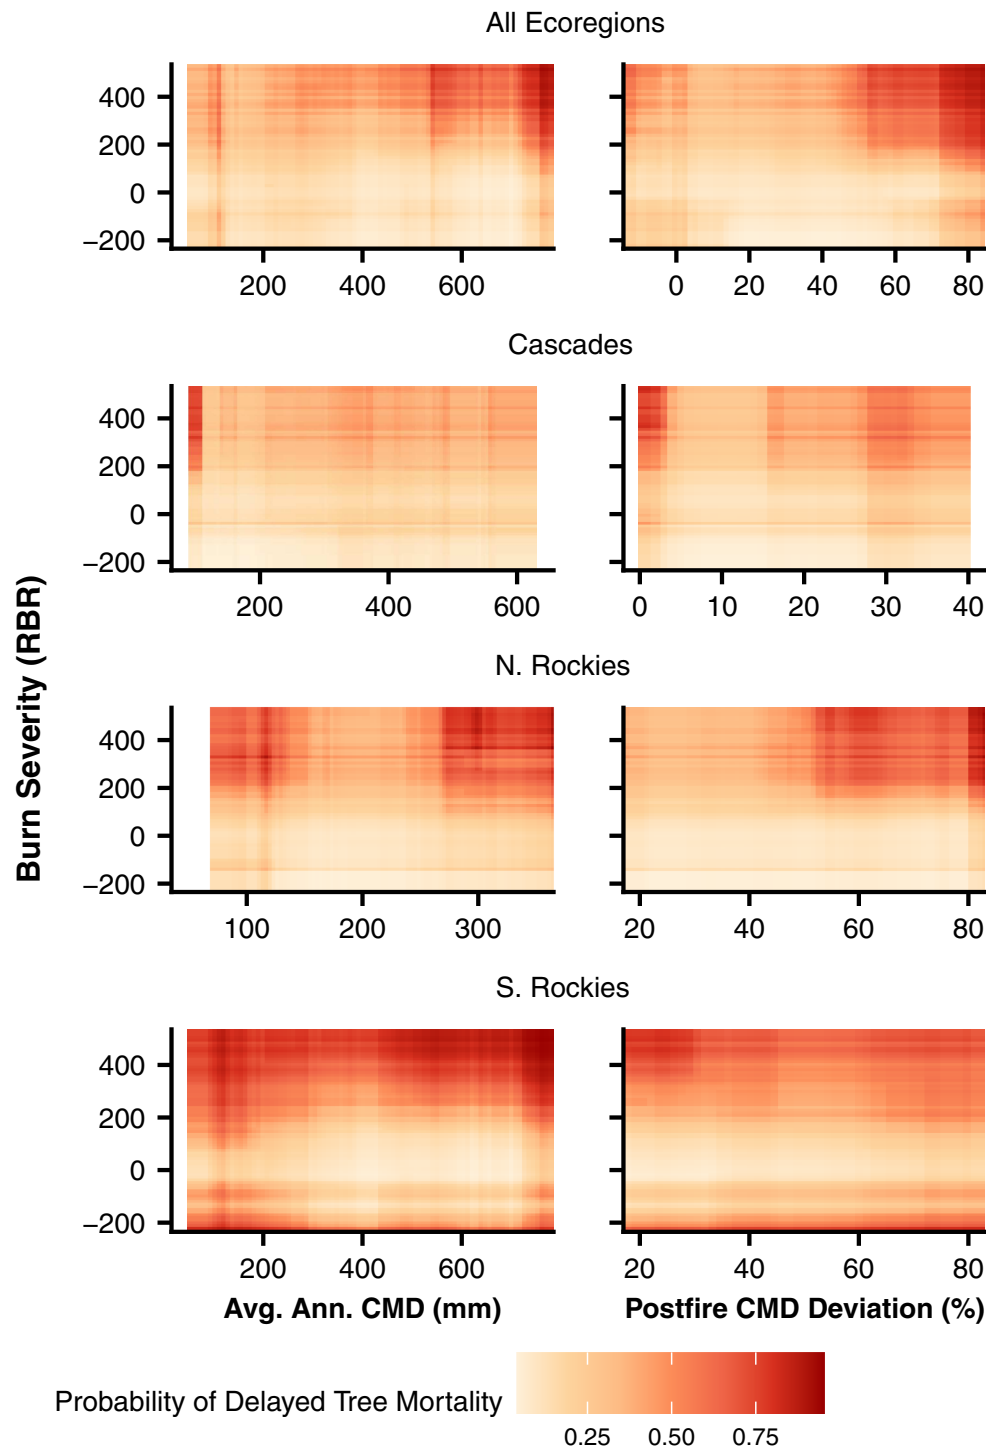 All Ecoregions
400
200
0
−200
200 400 600
0 20 40 60 80
Cascades
400
200
0
−200
200 400 600
0 10 20 30 40
N. Rockies
400
200
0
−200
100 200 300
20 40 60 80
S. Rockies
400
200
0
−200
200 400 600
20 40 60 80
Burn Severity (RBR)
Avg. Ann. CMD (mm)
Postfire CMD Deviation (%)
Probability of Delayed Tree Mortality
0.25 0.50 0.75